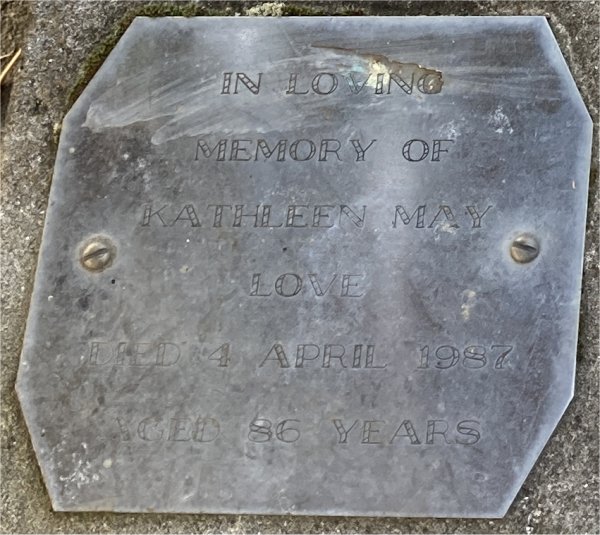 IN LOVING
MEMORY OF
KATHLEEN MAY
LOVE
DIED 4 APRIL 1987
AGED 86 YEARS